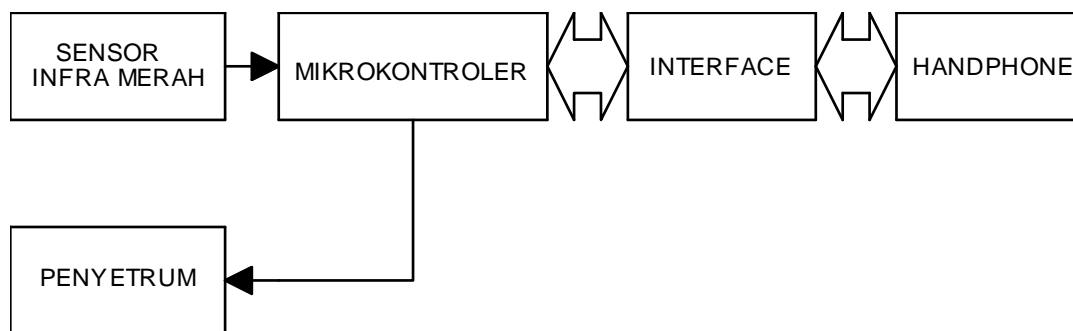 SENSOR
INFRA MERAH
MIKROKONTROLER
INTERFACE
HANDPHONE
PENYETRUM